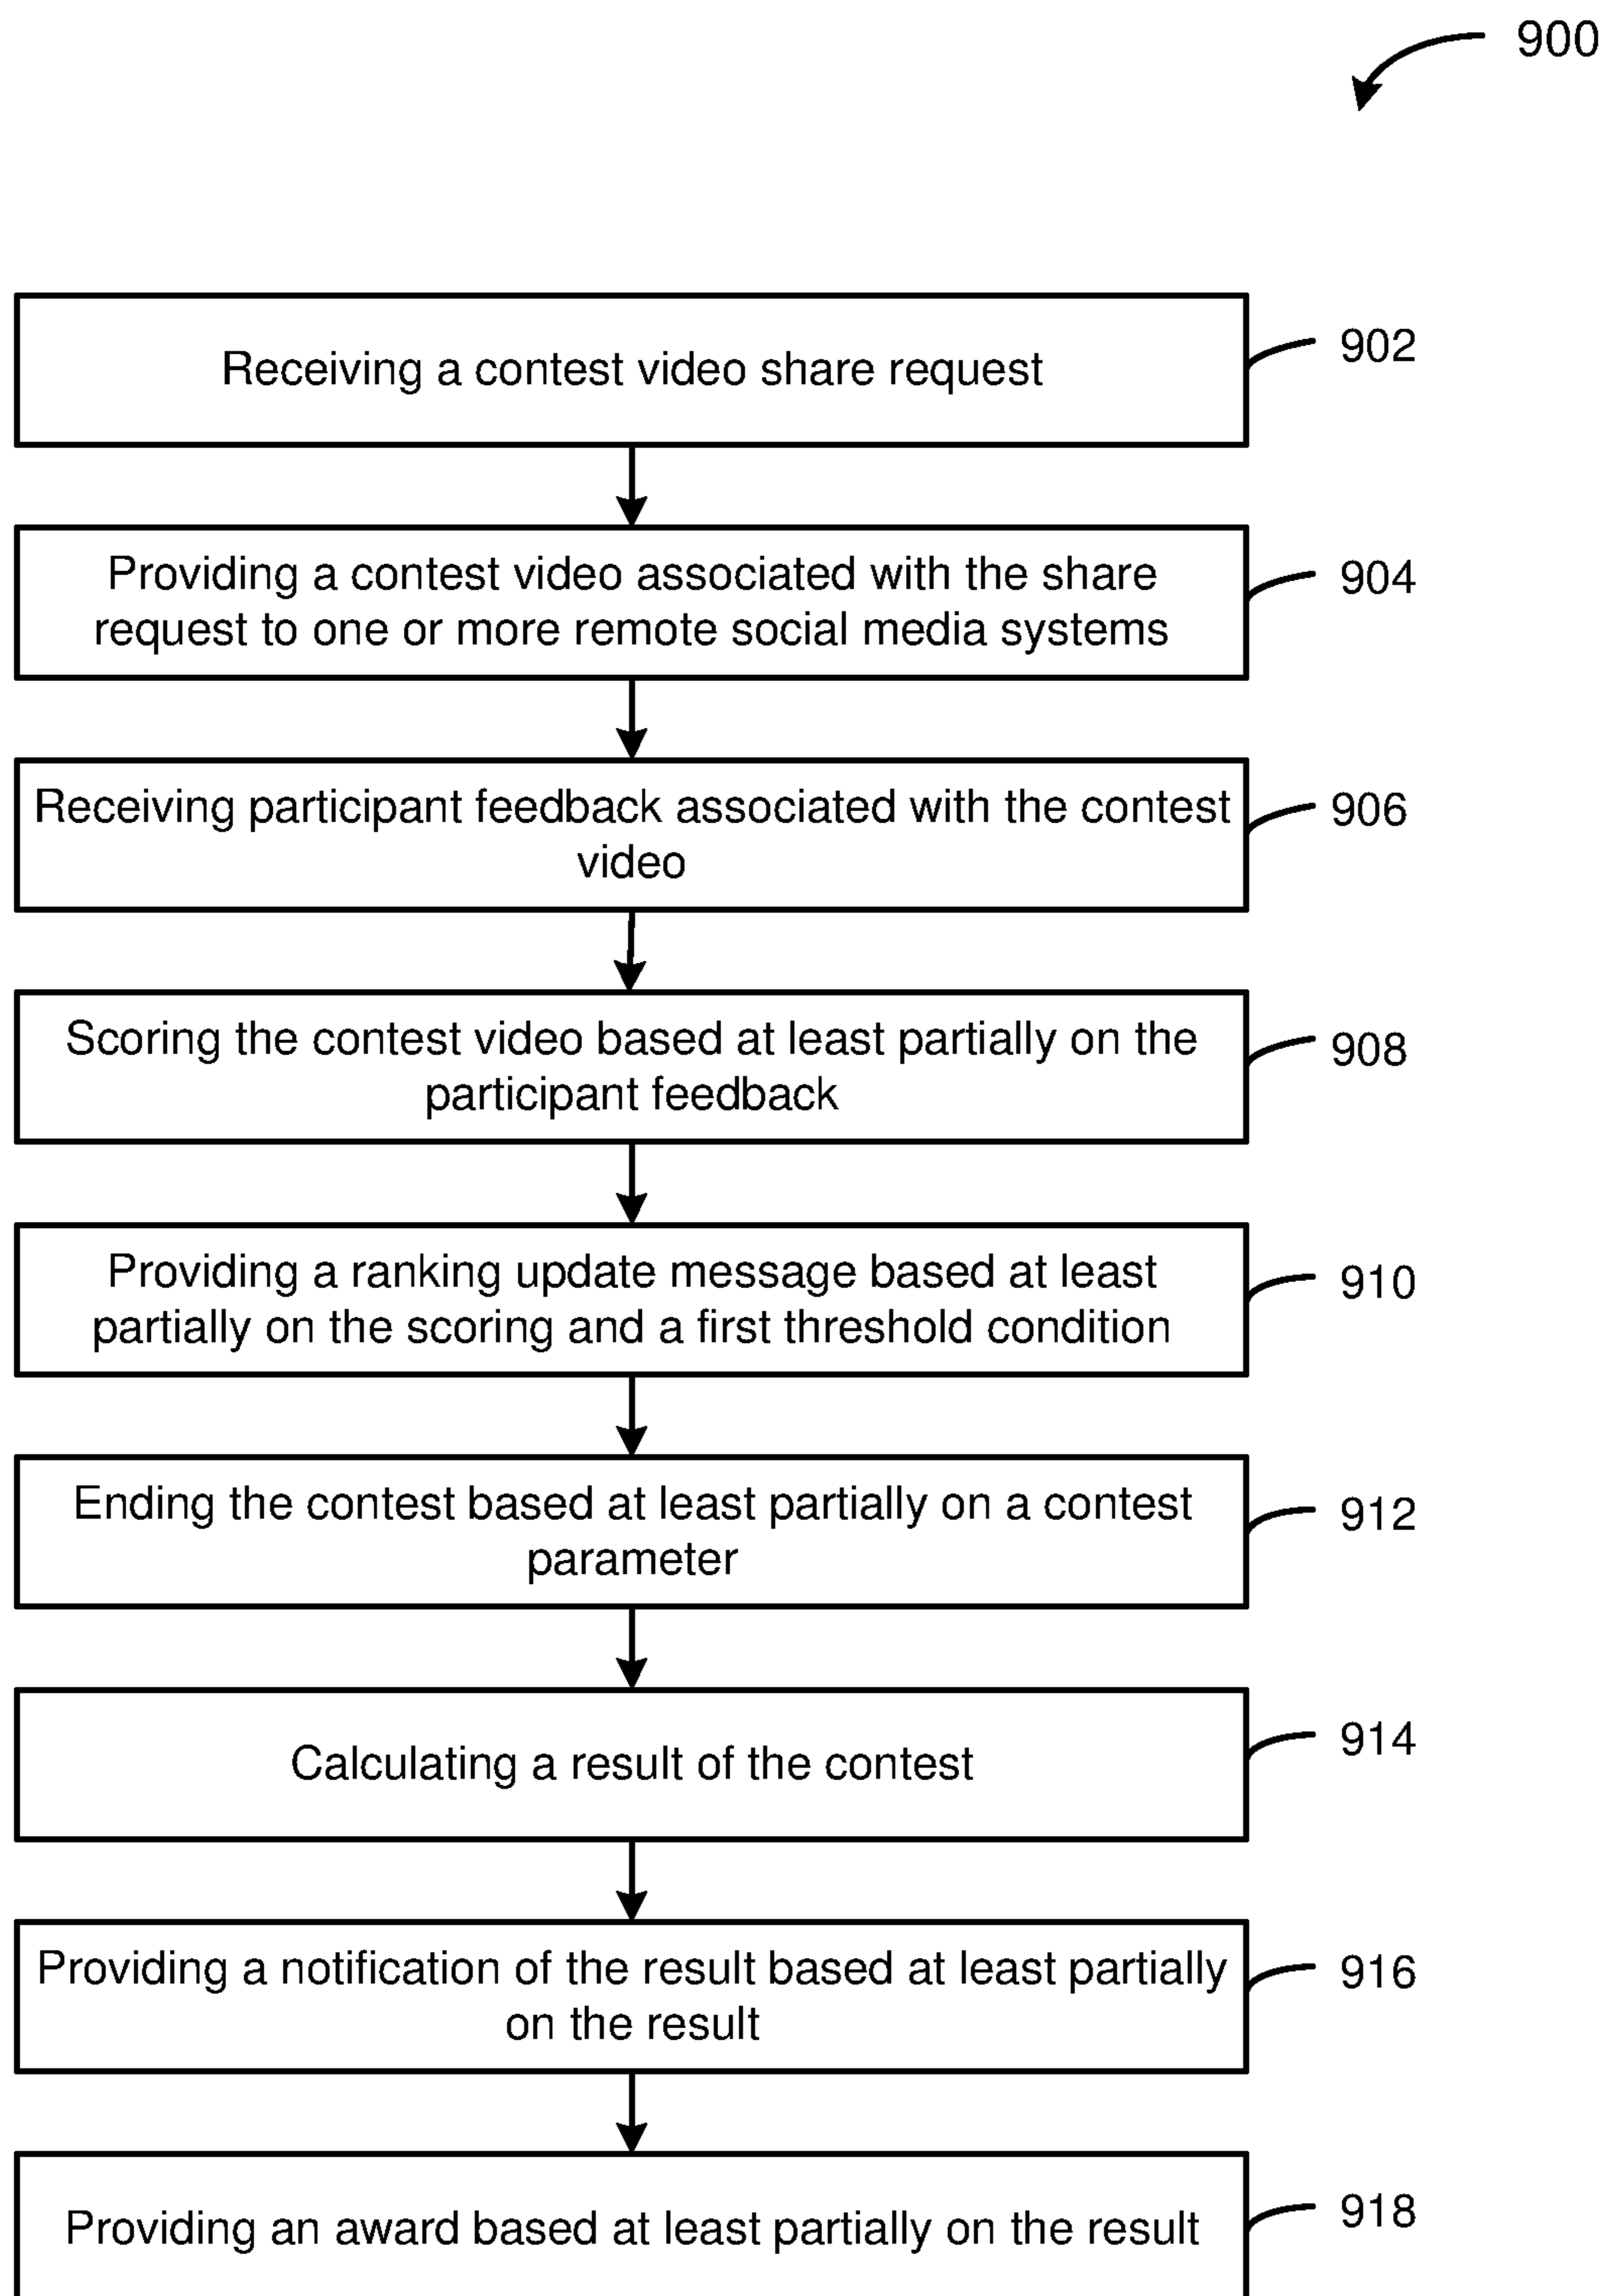 900
Receiving a contest video share request
902
Providing a contest video associated with the share
request to one or more remote social media systems
904
Receiving participant feedback associated with the contest
video
906
Scoring the contest video based at least partially on the
participant feedback
908
Providing a ranking update message based at least
partially on the scoring and a first threshold condition
910
Ending the contest based at least partially on a contest
parameter
912
Calculating a result of the contest
914
Providing a notification of the result based at least partially
on the result
916
Providing an award based at least partially on the result
918